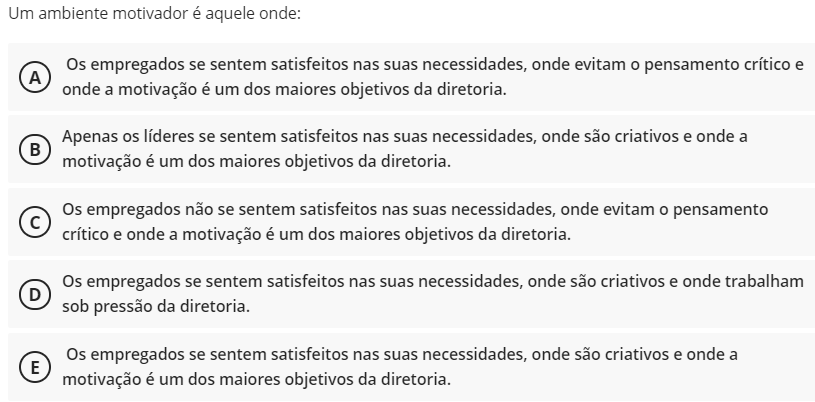 Um ambiente motivador é aquele onde:
A
Os empregados se sentem satisfeitos nas suas necessidades, onde evitam o pensamento crítico e
onde a motivação é um dos maiores objetivos da diretoria.
B
Apenas os líderes se sentem satisfeitos nas suas necessidades, onde são criativos e onde a
motivação é um dos maiores objetivos da diretoria.
C
Os empregados não se sentem satisfeitos nas suas necessidades, onde evitam o pensamento
crítico e onde a motivação é um dos maiores objetivos da diretoria.
D
Os empregados se sentem satisfeitos nas suas necessidades, onde são criativos e onde trabalham
sob pressão da diretoria.
E
Os empregados se sentem satisfeitos nas suas necessidades, onde são criativos e onde a
motivação é um dos maiores objetivos da diretoria.